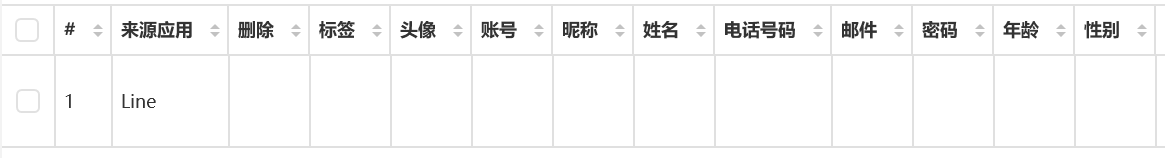 # 来源应用 删除 标签 头像 账号 昵称 姓名 电话号码 邮件 密码 年龄 性别
1 Line